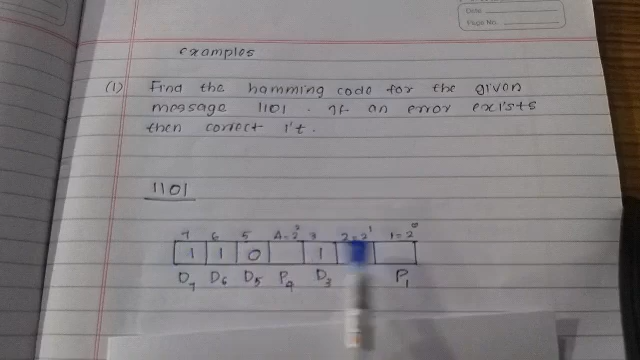 Date
Page No.
examples
(1) Find the hamming code for the given
message 1101. If an error exists
then correct it.
1101
7 6 5 4=2² 3 2=2¹ 1=2⁰
1 1 0 1
D₇ D₆ D₅ P₄ D₃ P₁